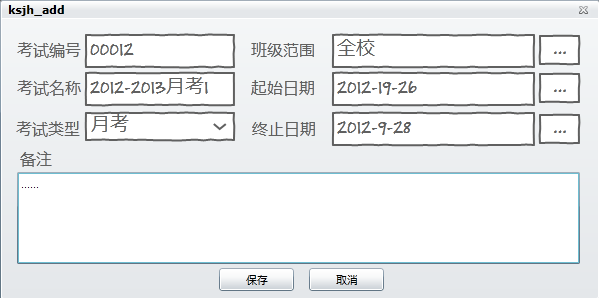 ksjh_add
考试编号 00012 班级范围 全校 ...
考试名称 2012-2013月考1 起始日期 2012-19-26 ...
考试类型 月考 终止日期 2012-9-28 ...
备注
......
保存 取消